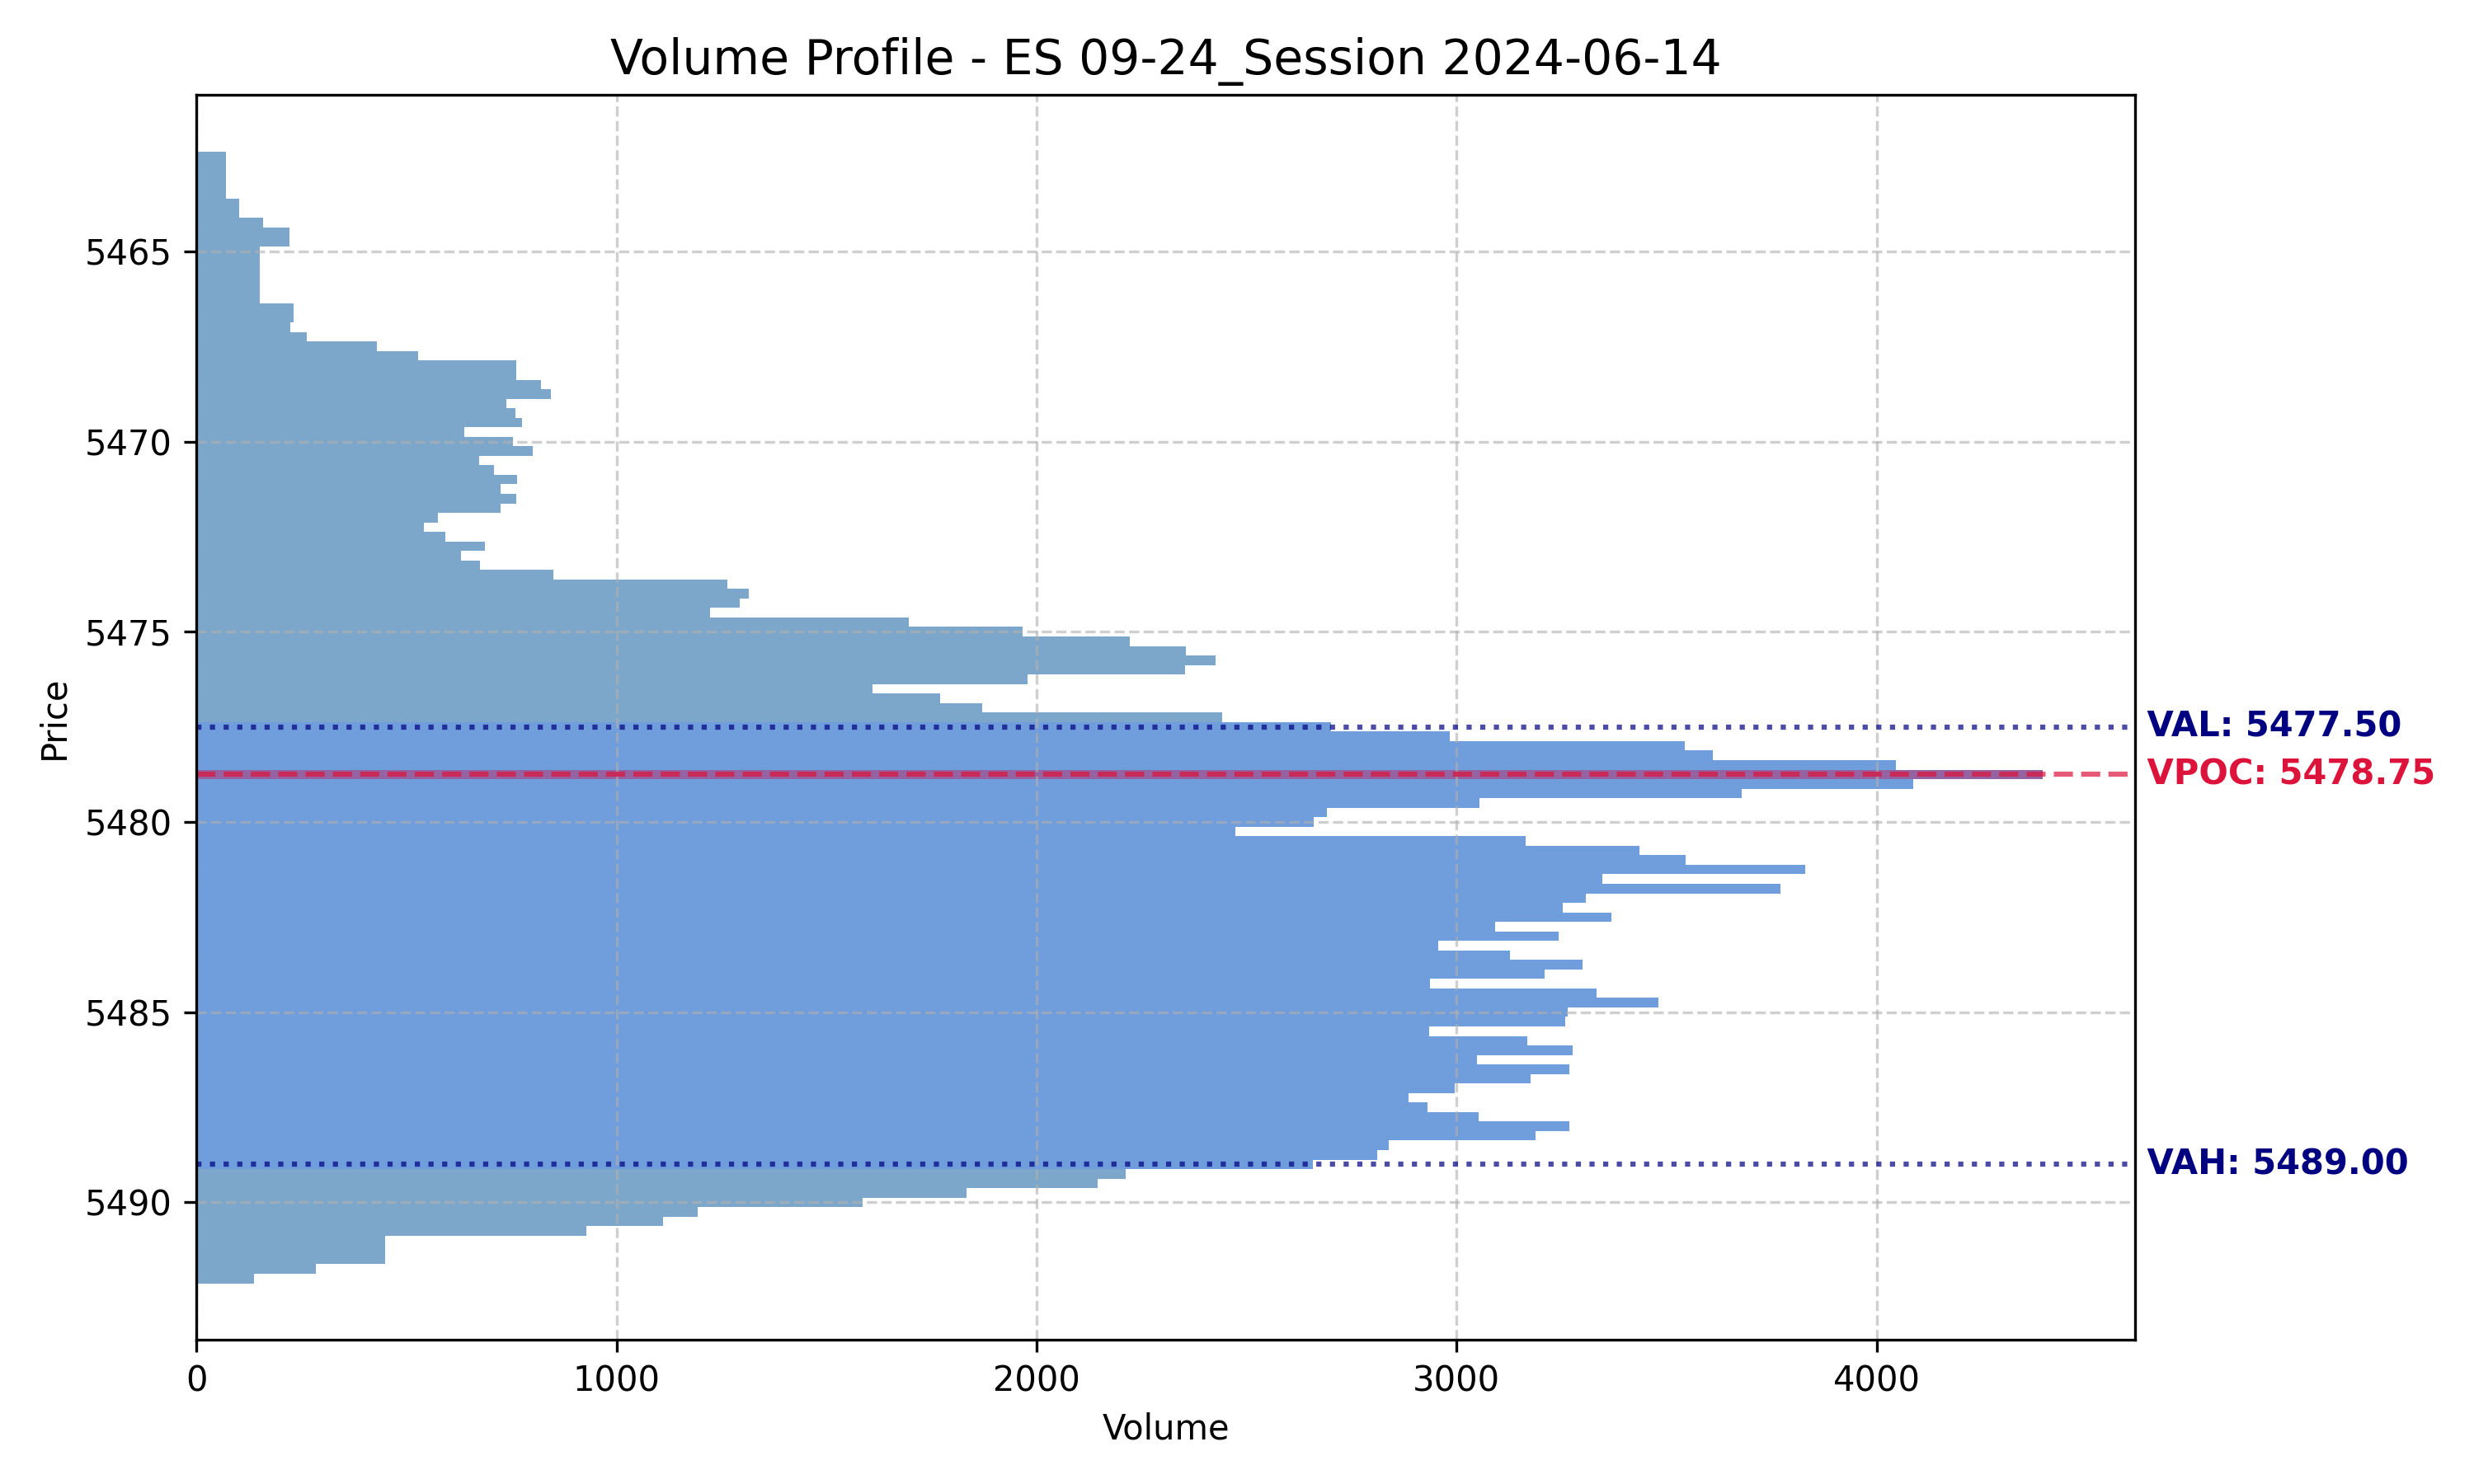 Volume Profile - ES 09-24_Session 2024-06-14
5465
5470
5475
5480
5485
5490
Price
VAL: 5477.50
VPOC: 5478.75
VAH: 5489.00
0 1000 2000 3000 4000
Volume